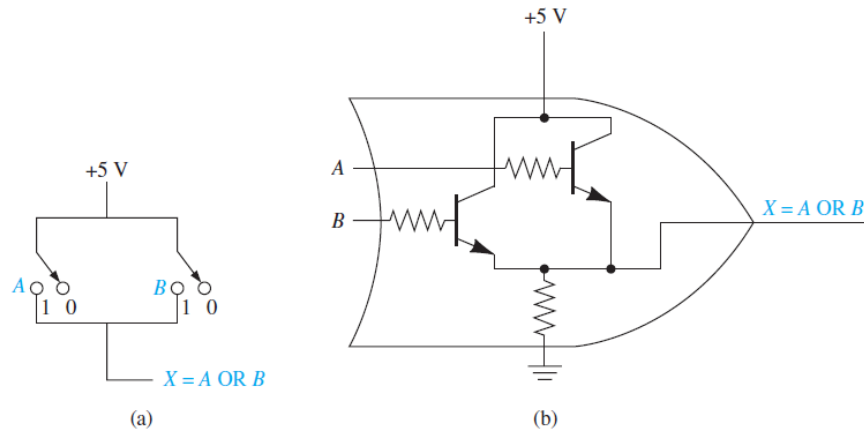 +5 V
A
B
X = A OR B
+5 V
A
1 0
B
1 0
X = A OR B
(a)
(b)